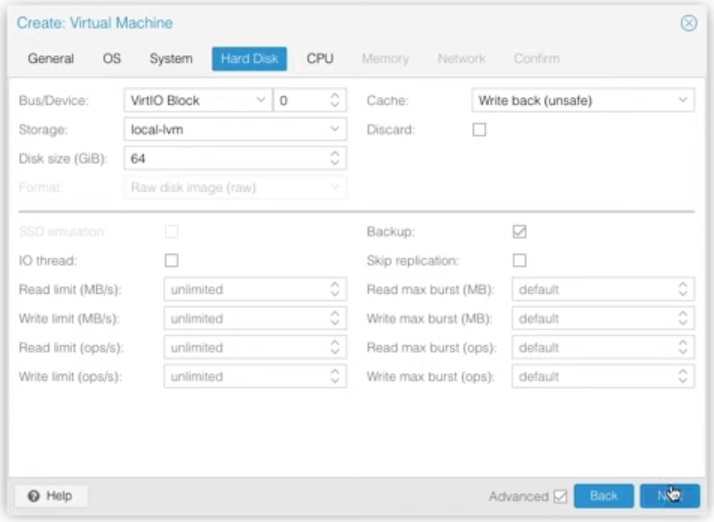 Create: Virtual Machine
General OS System Hard Disk CPU Memory Network Confirm
Bus/Device: VirtIO Block 0 Cache: Write back (unsafe)
Storage: local-lvm Discard:
Disk size (GiB): 64
Format: Raw disk image (raw)
SSD emulation: Backup:
IO thread: Skip replication:
Read limit (MB/s): unlimited Read max burst (MB): default
Write limit (MB/s): unlimited Write max burst (MB): default
Read limit (ops/s): unlimited Read max burst (ops): default
Write limit (ops/s): unlimited Write max burst (ops): default
Help Advanced Back